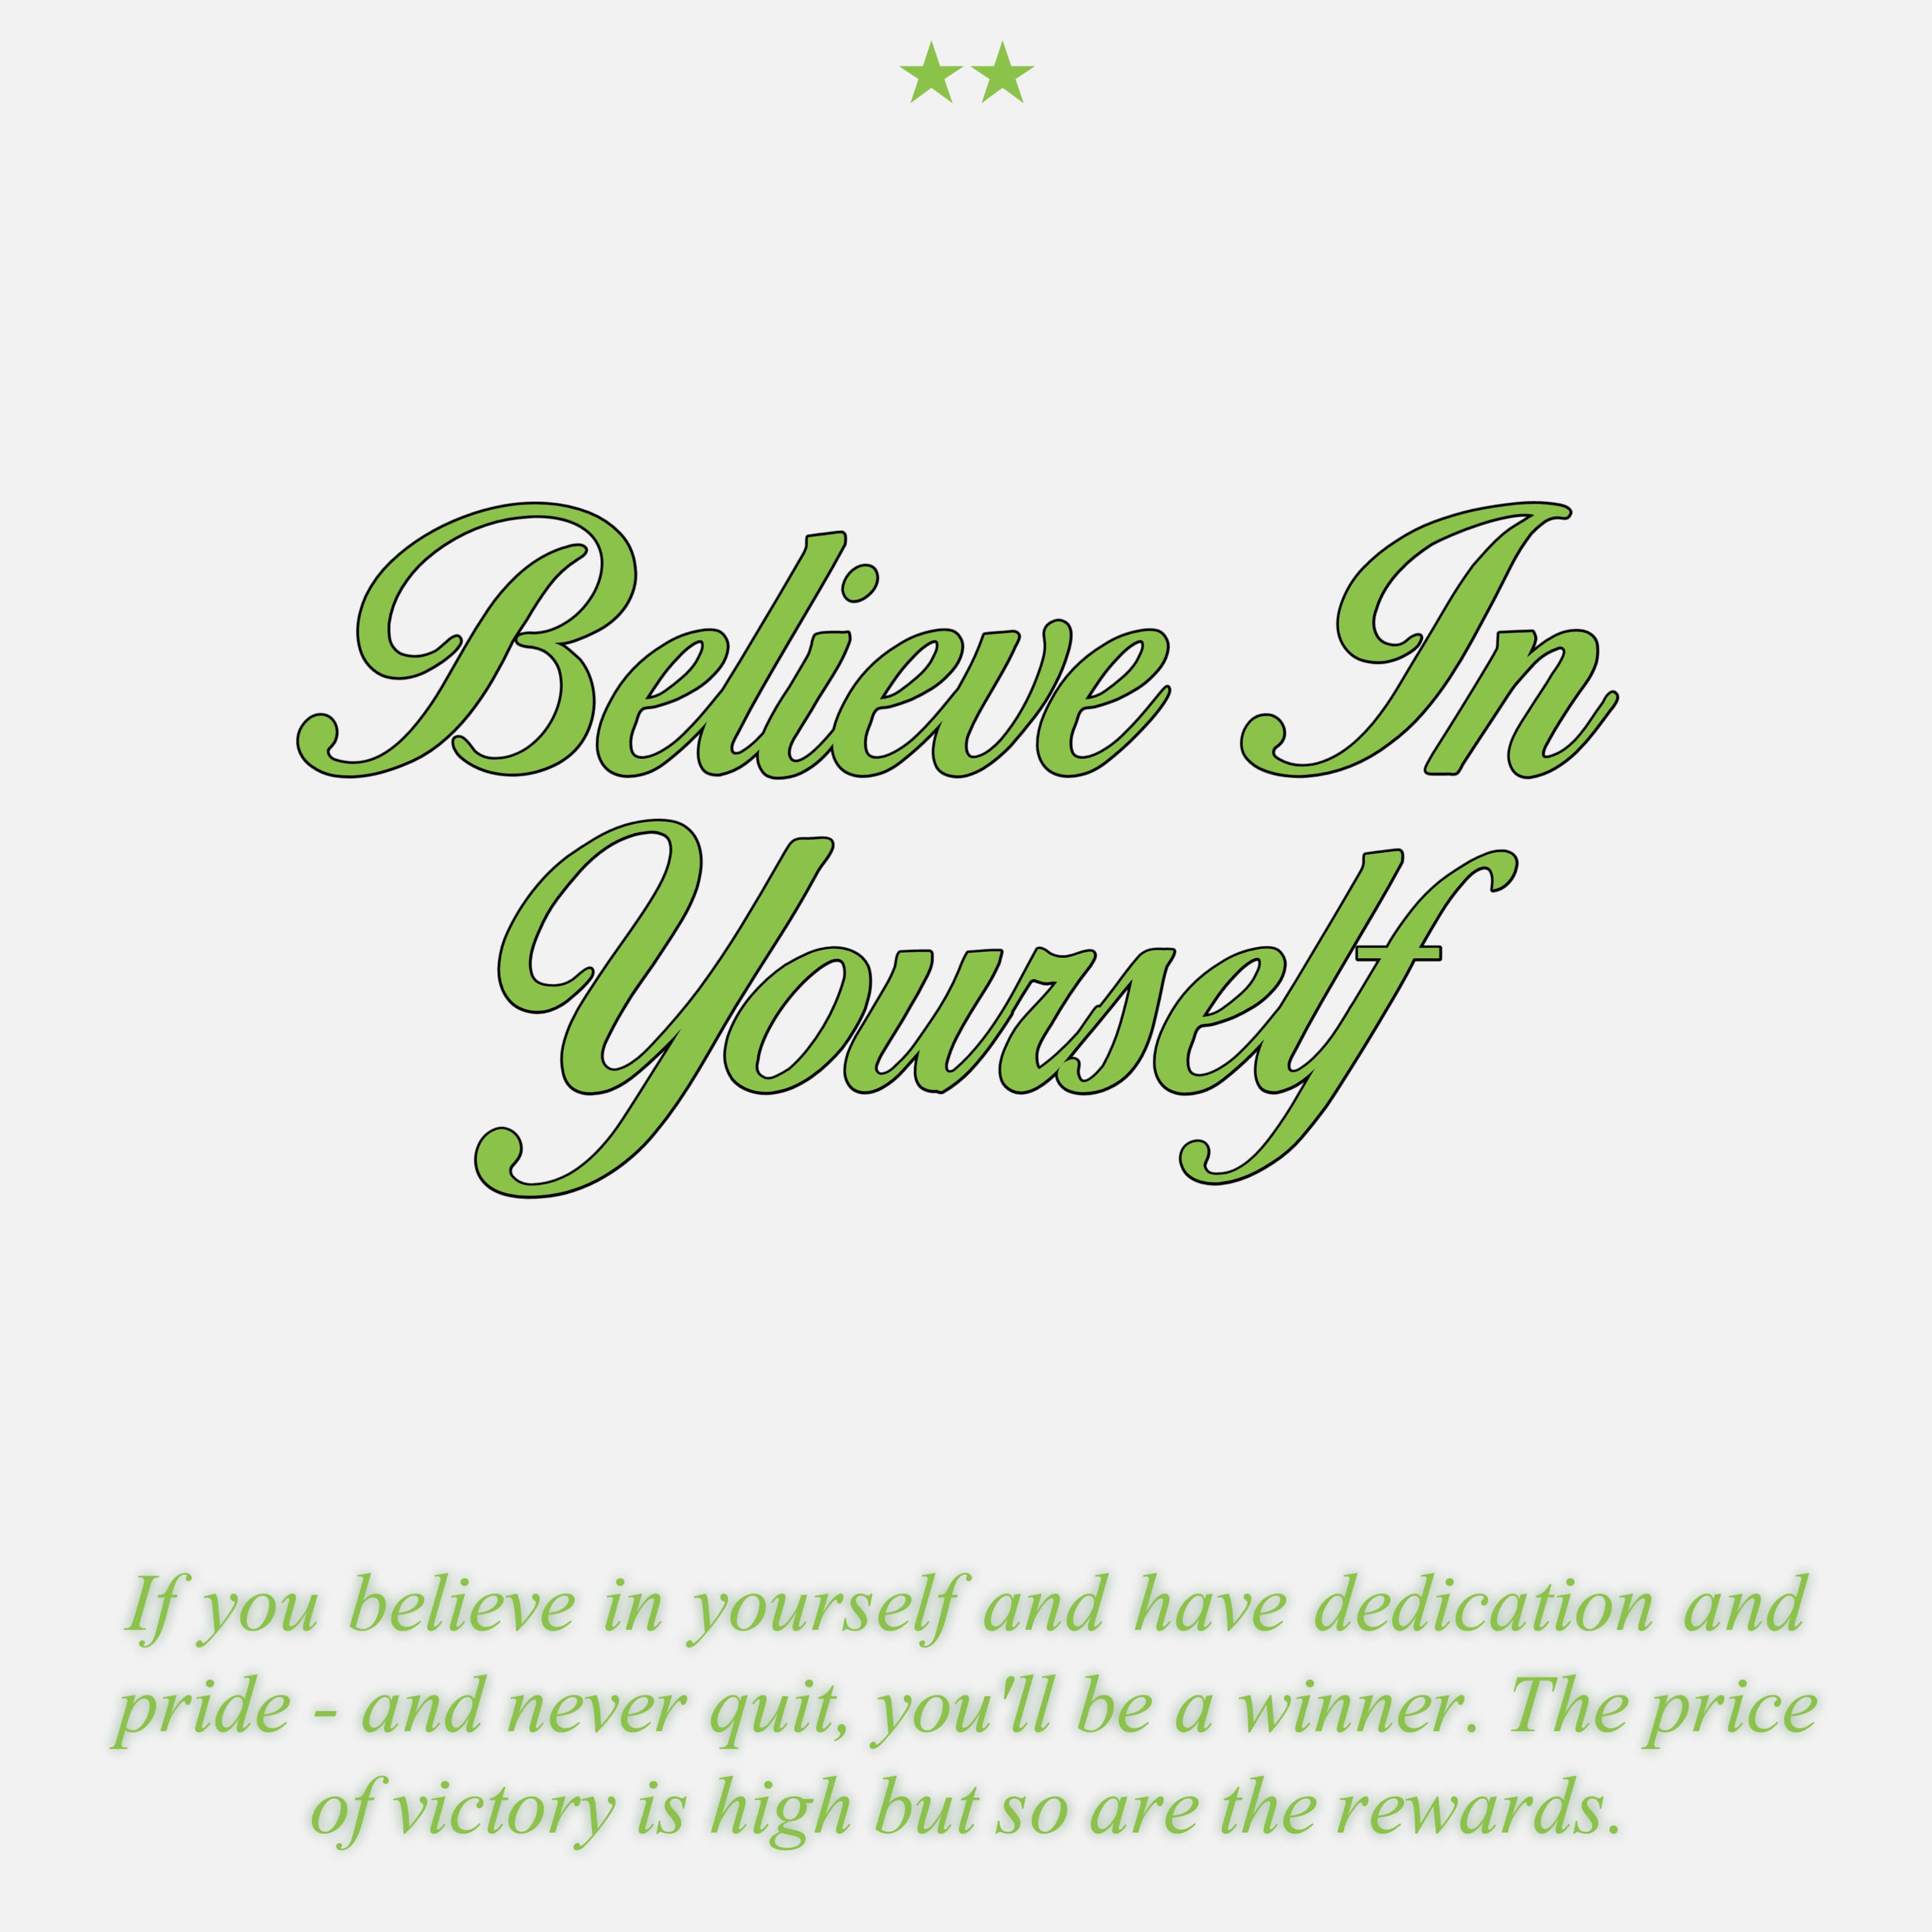 Believe In
Yourself
If you believe in yourself and have dedication and
pride - and never quit, you'll be a winner. The price
of victory is high but so are the rewards.